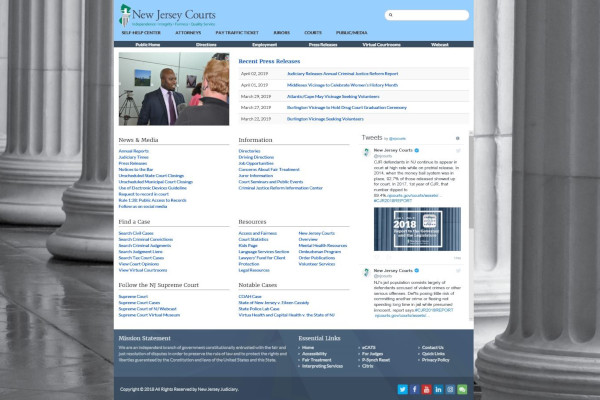 New Jersey Courts
Independence • Integrity • Fairness • Quality Service
SELF-HELP CENTER ATTORNEYS PAY TRAFFIC TICKET JURORS COURTS PUBLIC/MEDIA
Public Home Directions Employment Press Releases Virtual Courtrooms Webcast
Recent Press Releases
April 02, 2019 Judiciary Releases Annual Criminal Justice Reform Report
April 01, 2019 Middlesex Vicinage to Celebrate Women's History Month
March 29, 2019 Atlantic/Cape May Vicinage Seeking Volunteers
March 27, 2019 Burlington Vicinage to Hold Drug Court Graduation Ceremony
March 22, 2019 Burlington Vicinage Seeking Volunteers
News & Media
Annual Reports
Judiciary Times
Press Releases
Notices to the Bar
Unscheduled State Court Closings
Unscheduled Municipal Court Closings
Use of Electronic Devices Guideline
Request to record in court
Rule 1:38: Public Access to Records
Follow us on social media
Information
Directories
Driving Directions
Job Opportunities
Concerns About Fair Treatment
Juror Information
Court Seminars and Public Events
Criminal Justice Reform Information Center
Tweets by @njcourts
New Jersey Courts
@njcourts
CJR defendants in NJ continue to appear in
court at high rate while on pretrial release. In
2014, when the money bail system was in
place, 92.7% of those released showed up
for court. In 2017, 1st year of CJR, that
number dipped to
89.4%.njcourts.gov/courts/assets/...
#CJR2018REPORT
2018
Report to the Governor
and the Legislature
Find a Case
Search Civil Cases
Search Criminal Convictions
Search Criminal Judgments
Search Judgment Liens
Search Tax Court Cases
View Court Opinions
View Virtual Courtrooms
Resources
Access and Fairness
Court Statistics
Kids Page
Language Services Section
Lawyers' Fund for Client
Protection
Legal Resources
New Jersey Courts
Overview
Mental Health Resources
Ombudsman Program
Order Publications
Volunteer Services
New Jersey Courts
@njcourts
NJ's jail population consists largely of
defendants accused of violent crimes or other
serious offenses. Defts posing little risk of
committing another crime or fleeing not
spending long time in jail while presumed
innocent, report says #CJR2018REPORT
njcourts.gov/courts/assets/...
Follow the NJ Supreme Court
Supreme Court
Supreme Court Cases
Supreme Court of NJ Webcast
Supreme Court Virtual Museum
Notable Cases
COAH Case
State of New Jersey v. Dixon Cassidy
State Police Lab Case
Virtua Health and Capital Health v. the State of NJ
Mission Statement
We are an independent branch of government constitutionally entrusted with the fair and
just resolution of disputes in order to preserve the rule of law and to protect the rights and
liberties guaranteed by the Constitution and laws of the United States and this State.
Essential Links
Home
Accessibility
Fair Treatment
Interpreting Services
eCATS
For Judges
P-Synch Reset
Citrix
Contact Us
Quick Links
Privacy Policy
Copyright © 2018 All Rights Reserved by New Jersey Judiciary.